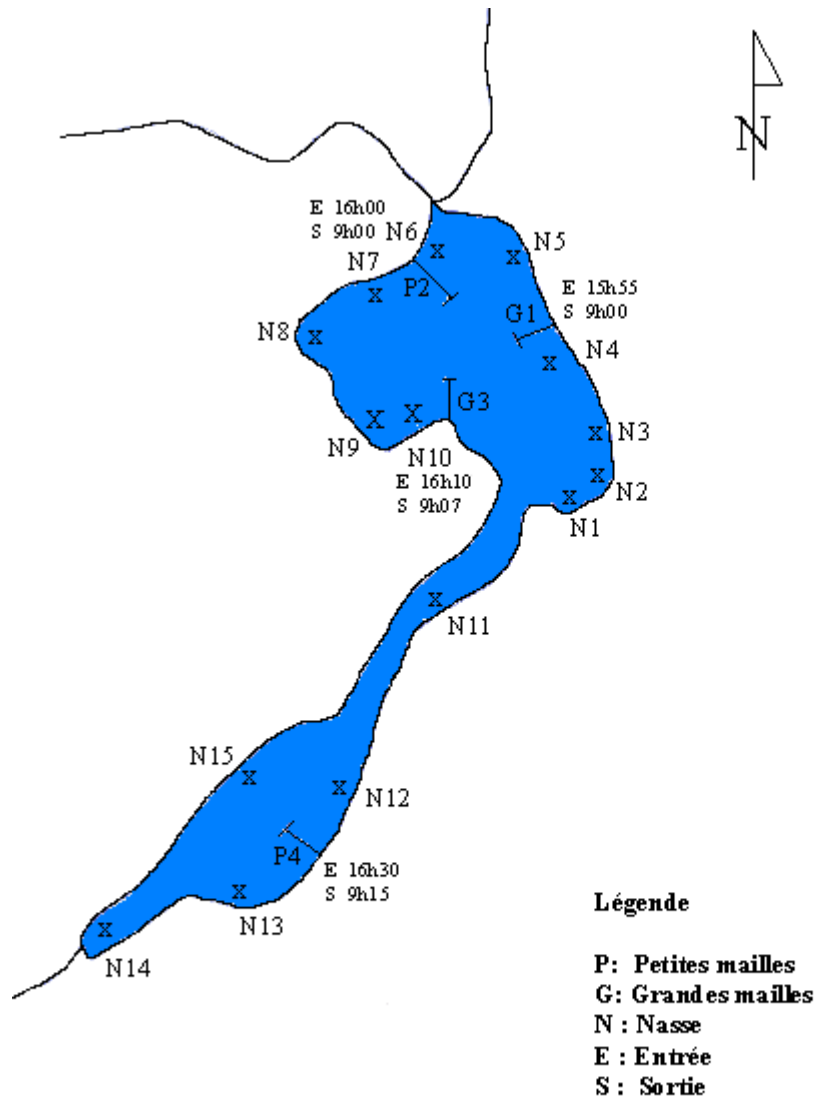 N
E 16h00
S 9h00
N6
N5
N7
P2
E 15h55
S 9h00
G1
N8
N4
G3
N9
N10
N3
E 16h10
S 9h07
N2
N1
N11
N15
N12
P4
E 16h30
S 9h15
N13
N14
Légende
P: Petites mailles
G: Grandes mailles
N : Nasse
E : Entrée
S : Sortie